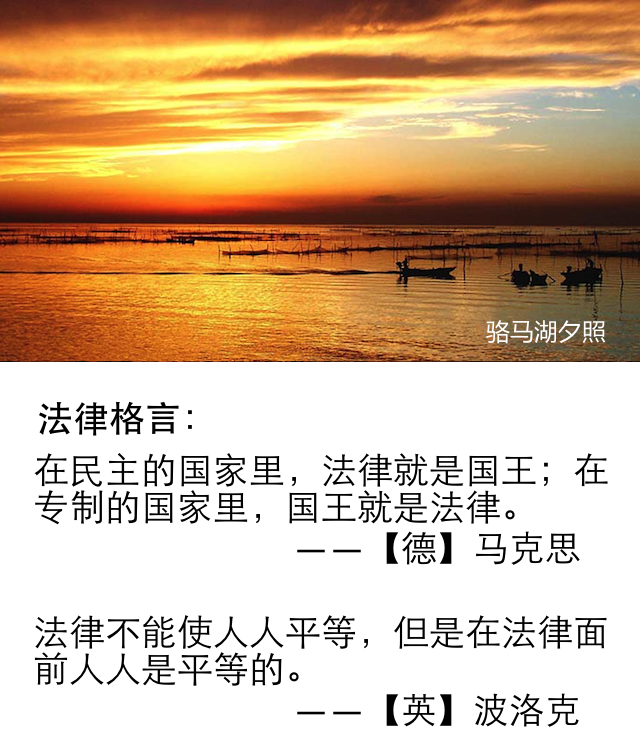 骆马湖夕照
法律格言：
在民主的国家里，法律就是国王；在
专制的国家里，国王就是法律。
——【德】马克思
法律不能使人人平等，但是在法律面
前人人是平等的。
——【英】波洛克